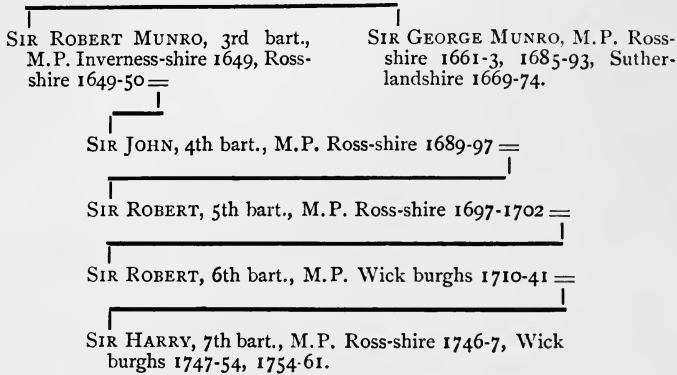 SIR ROBERT MUNRO, 3rd bart.,
M.P. Inverness-shire 1649, Ross-
shire 1649-50=
SIR GEORGE MUNRO, M.P. Ross-
shire 1661-3, 1685-93, Suther-
landshire 1669-74.
SIR JOHN, 4th bart., M.P. Ross-shire 1689-97=
SIR ROBERT, 5th bart., M.P. Ross-shire 1697-1702=
SIR ROBERT, 6th bart., M.P. Wick burghs 1710-41=
SIR HARRY, 7th bart., M.P. Ross-shire 1746-7, Wick
burghs 1747-54, 1754-61.